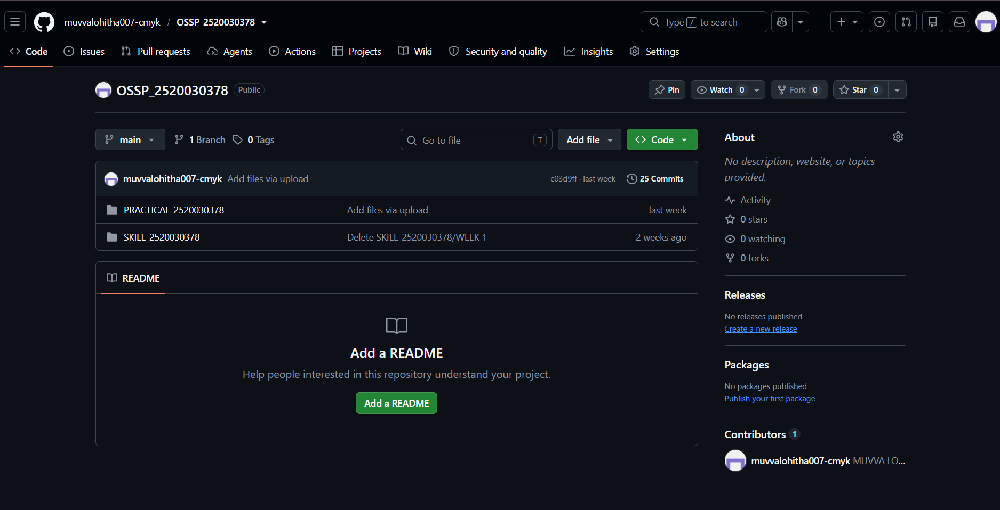 muvvalohitha007-cmyk / OSSP_2520030378
Type / to search
Code Issues Pull requests Agents Actions Projects Wiki Security and quality Insights Settings
OSSP_2520030378 Public
Pin Watch 0 Fork 0 Star 0
main 1 Branch 0 Tags
Go to file T Add file Code
muvvalohitha007-cmyk Add files via upload c03d9ff · last week 25 Commits
PRACTICAL_2520030378 Add files via upload last week
SKILL_2520030378 Delete SKILL_2520030378/WEEK 1 2 weeks ago
README
Add a README
Help people interested in this repository understand your project.
Add a README
About
No description, website, or topics
provided.
Activity
0 stars
0 watching
0 forks
Releases
No releases published
Create a new release
Packages
No packages published
Publish your first package
Contributors 1
muvvalohitha007-cmyk MUVVA LO...